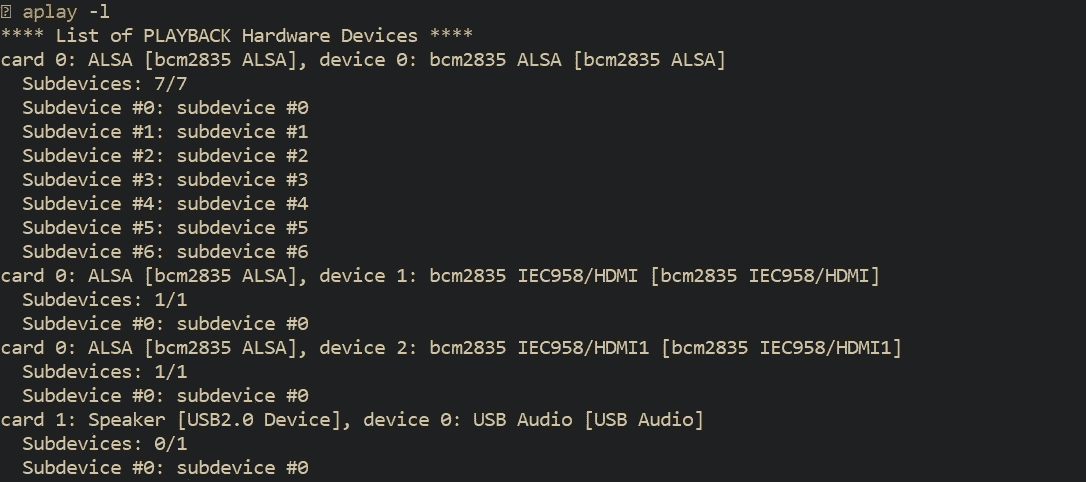 aplay -l
**** List of PLAYBACK Hardware Devices ****
card 0: ALSA [bcm2835 ALSA], device 0: bcm2835 ALSA [bcm2835 ALSA]
  Subdevices: 7/7
  Subdevice #0: subdevice #0
  Subdevice #1: subdevice #1
  Subdevice #2: subdevice #2
  Subdevice #3: subdevice #3
  Subdevice #4: subdevice #4
  Subdevice #5: subdevice #5
  Subdevice #6: subdevice #6
card 0: ALSA [bcm2835 ALSA], device 1: bcm2835 IEC958/HDMI [bcm2835 IEC958/HDMI]
  Subdevices: 1/1
  Subdevice #0: subdevice #0
card 0: ALSA [bcm2835 ALSA], device 2: bcm2835 IEC958/HDMI1 [bcm2835 IEC958/HDMI1]
  Subdevices: 1/1
  Subdevice #0: subdevice #0
card 1: Speaker [USB2.0 Device], device 0: USB Audio [USB Audio]
  Subdevices: 0/1
  Subdevice #0: subdevice #0